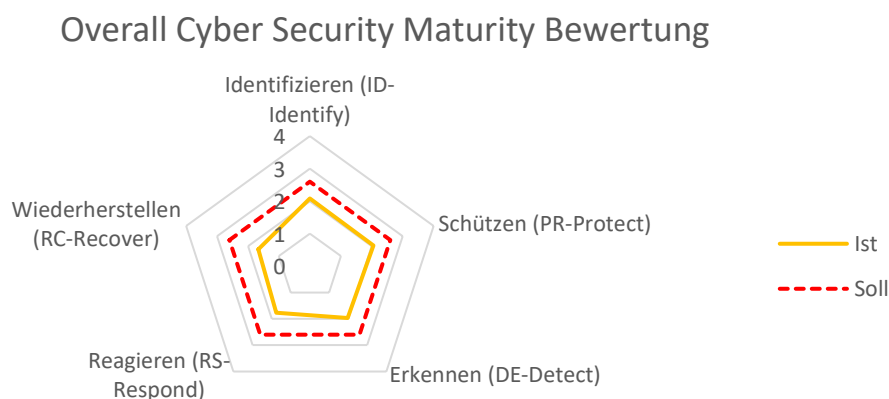 Overall Cyber Security Maturity Bewertung
Identifizieren (ID-
Identify)
4
3
2
1
0
Wiederherstellen
(RC-Recover)
Schützen (PR-Protect)
Ist
Soll
Reagieren (RS-
Respond)
Erkennen (DE-Detect)